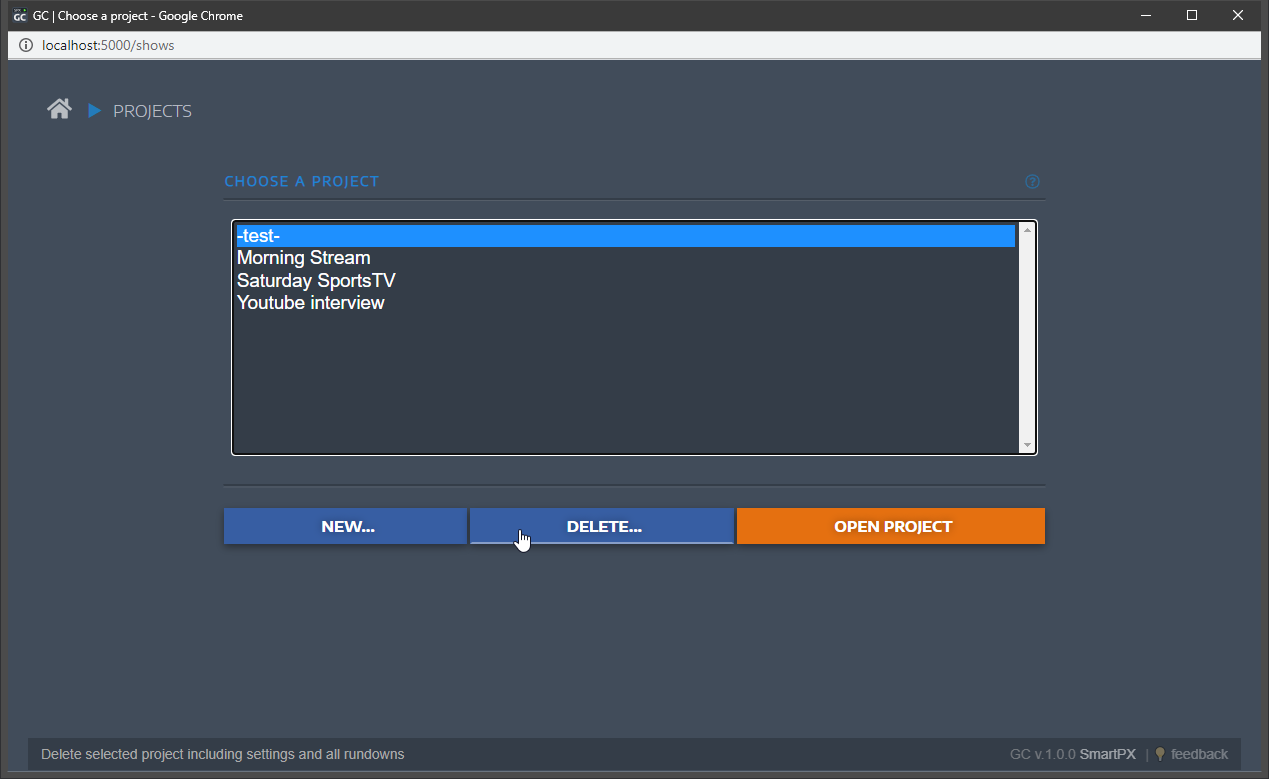 GC | Choose a project - Google Chrome
localhost:5000/shows
PROJECTS
CHOOSE A PROJECT
-test-
Morning Stream
Saturday SportsTV
Youtube interview
NEW...
DELETE...
OPEN PROJECT
Delete selected project including settings and all rundowns
GC v.1.0.0 SmartPX | feedback